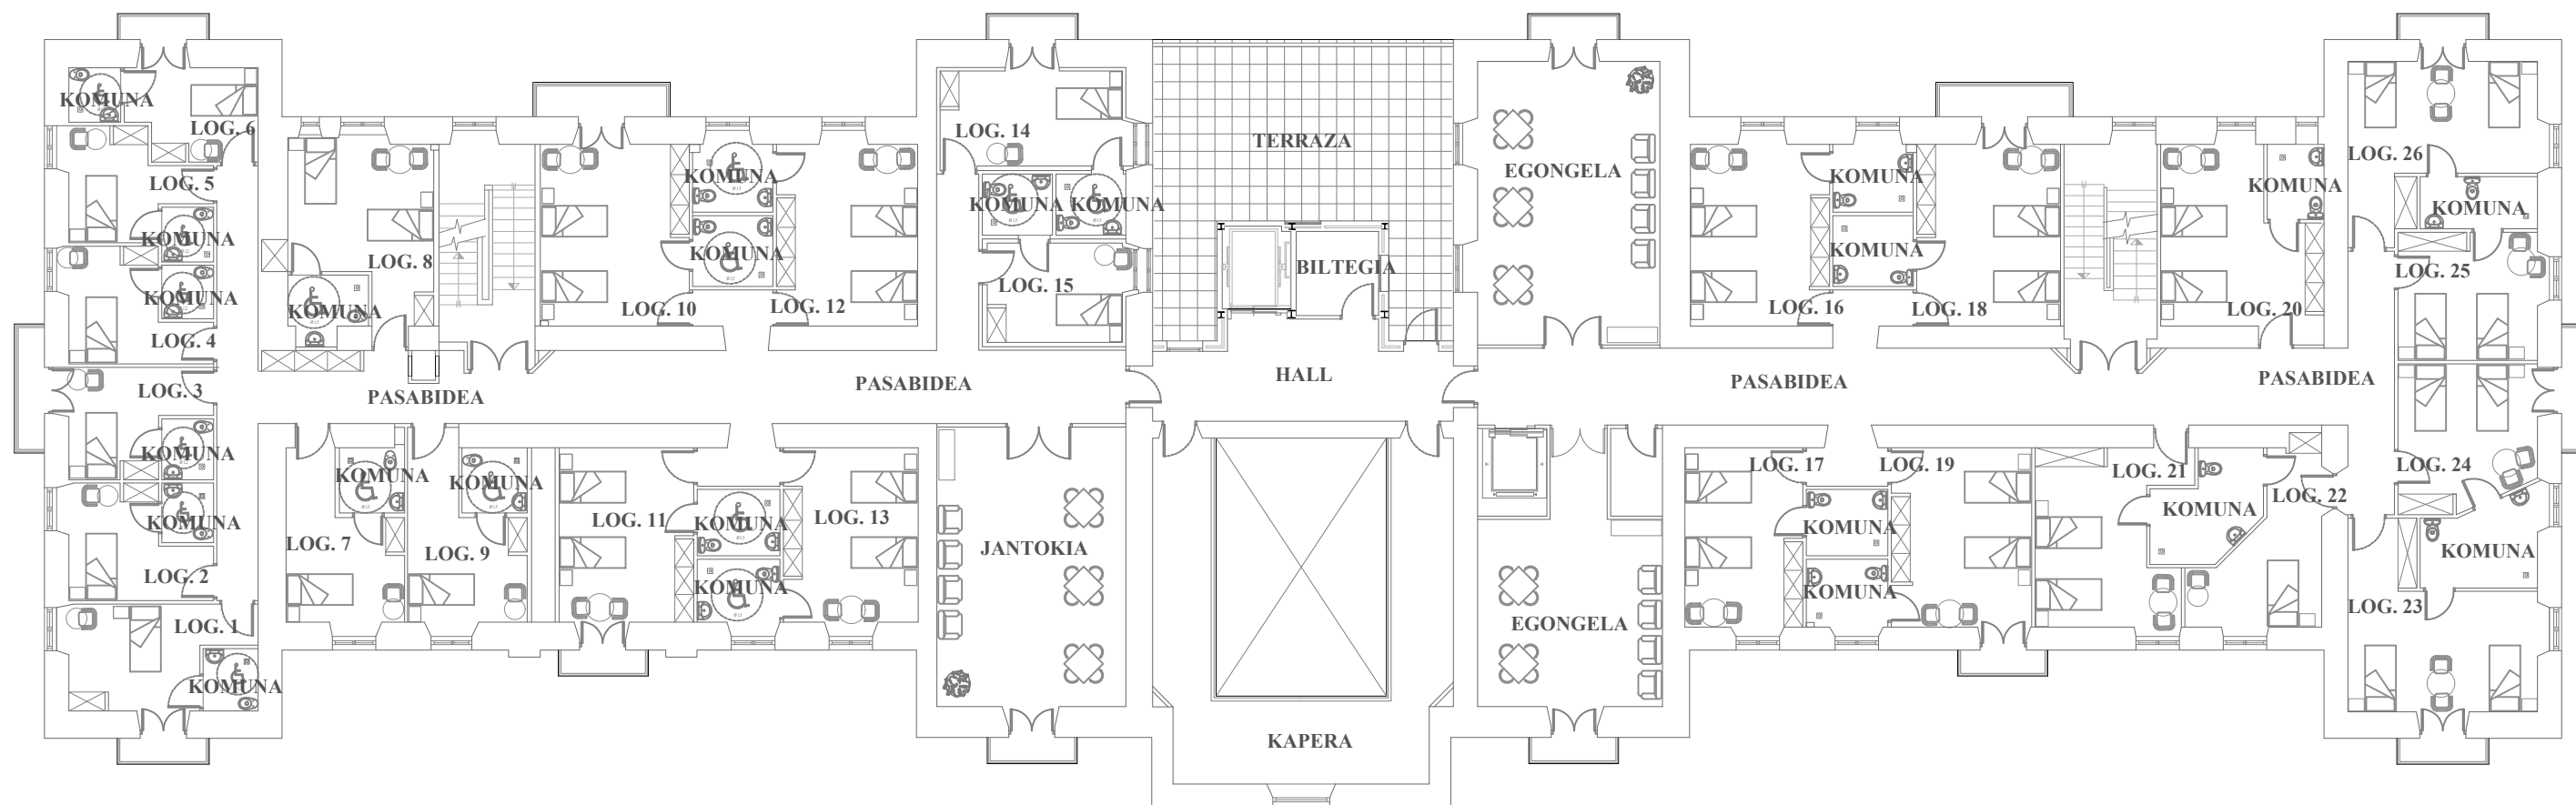 KOMUNA
LOG. 6
LOG. 14
TERRAZA
EGONGELA
LOG. 26
KOMUNA
KOMUNA
KOMUNA
LOG. 5
KOMUNA
KOMUNA
KOMUNA
KOMUNA
KOMUNA
LOG. 8
KOMUNA
KOMUNA
BILTEGIA
LOG. 25
LOG. 15
KOMUNA
KOMUNA
LOG. 10
LOG. 12
LOG. 16
LOG. 18
LOG. 20
LOG. 4
HALL
LOG. 3
PASABIDEA
PASABIDEA
PASABIDEA
PASABIDEA
KOMUNA
KOMUNA
KOMUNA
LOG. 17
LOG. 19
LOG. 21
LOG. 24
LOG. 22
KOMUNA
LOG. 11
KOMUNA
LOG. 13
KOMUNA
KOMUNA
LOG. 7
LOG. 9
JANTOKIA
KOMUNA
LOG. 2
KOMUNA
KOMUNA
LOG. 23
LOG. 1
EGONGELA
KOMUNA
KAPERA